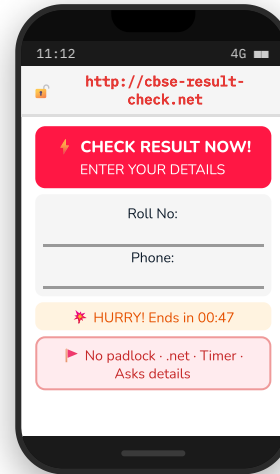 11:12 4G
http://cbse-result-
check.net
CHECK RESULT NOW!
ENTER YOUR DETAILS
Roll No:
Phone:
HURRY! Ends in 00:47
No padlock · .net · Timer ·
Asks details